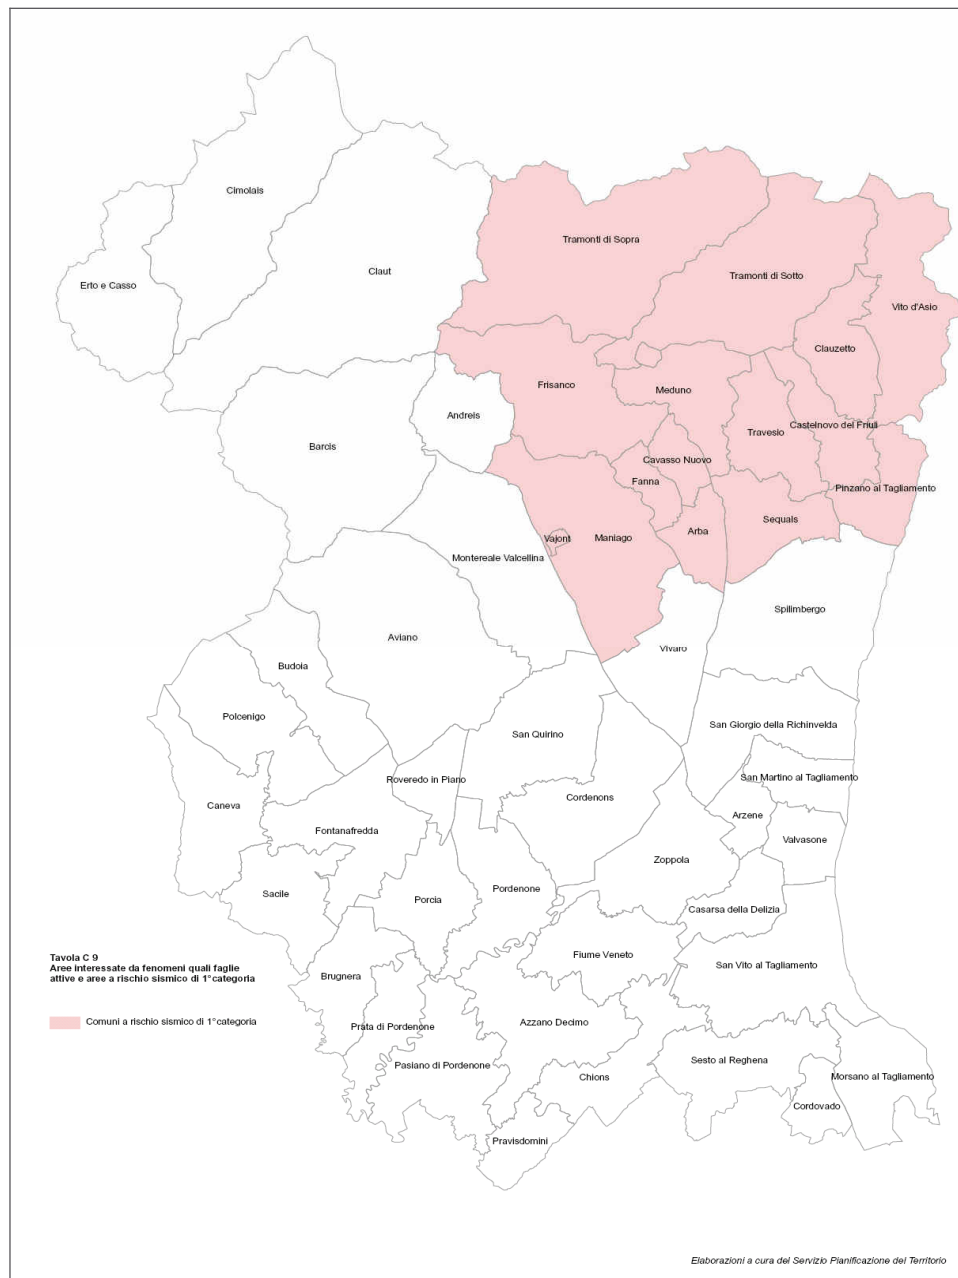 Cimolais
Tramonti di Sopra
Claut
Tramonti di Sotto
Erto e Casso
Vito d'Asio
Clauzetto
Frisanco
Meduno
Andreis
Castelnovo del Friuli
Travesio
Barcis
Cavasso Nuovo
Fanna
Pinzano al Tagliamento
Sequals
Arba
Vajont
Maniago
Montereale Valcellina
Spilimbergo
Aviano
Vivaro
Budoia
Polcenigo
San Giorgio della Richinvelda
San Quirino
Roveredo in Piano
San Martino al Tagliamento
Cordenons
Caneva
Arzene
Fontanafredda
Valvasone
Zoppola
Pordenone
Sacile
Porcia
Casarsa della Delizia
Fiume Veneto
Tavola C 9
Aree interessate da fenomeni quali faglie
attive e aree a rischio sismico di 1°categoria
San Vito al Tagliamento
Brugnera
Comuni a rischio sismico di 1°categoria
Prata di Pordenone
Azzano Decimo
Pasiano di Pordenone
Sesto al Reghena
Chions
Morsano al Tagliamento
Cordovado
Pravisdomini
Elaborazioni a cura del Servizio Pianificazione del Territorio